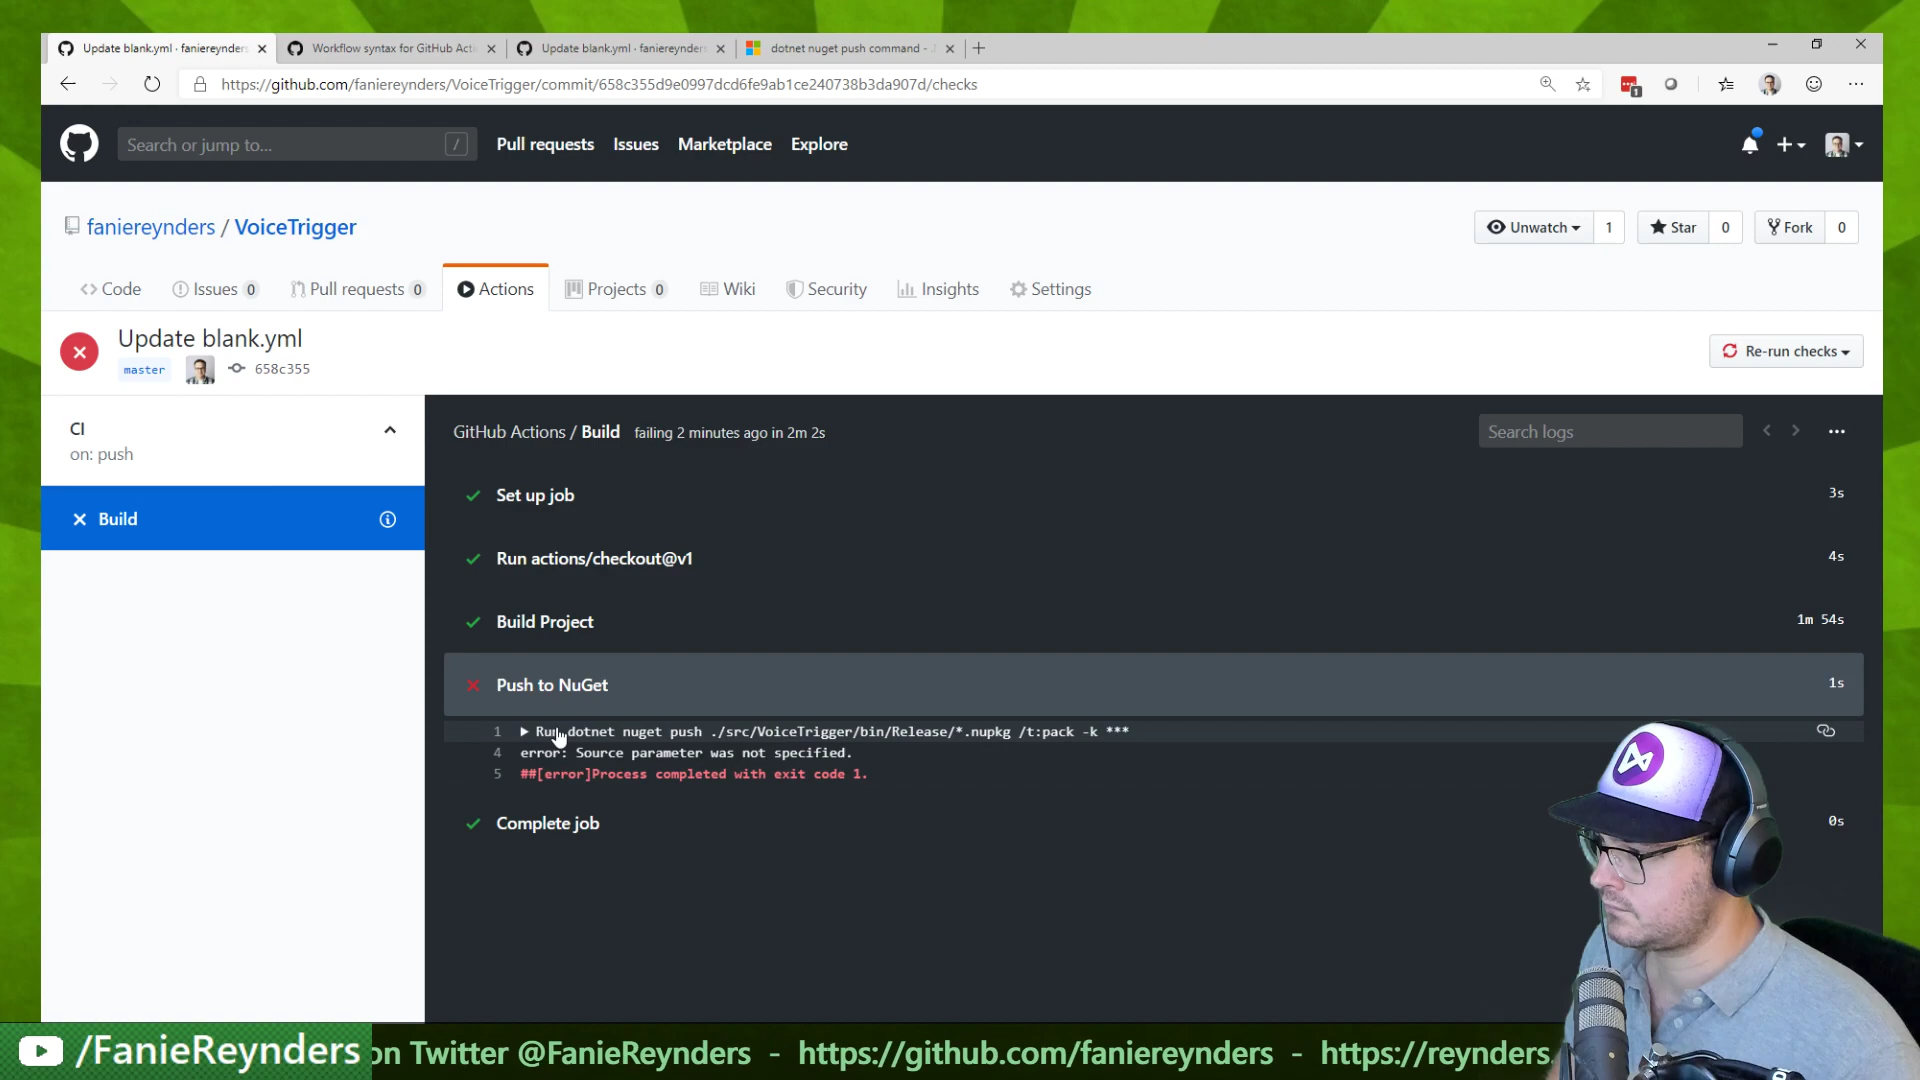 Update blank.yml · faniereynders
Workflow syntax for GitHub Acti
Update blank.yml · faniereynders
dotnet nuget push command -
https://github.com/faniereynders/VoiceTrigger/commit/658c355d9e0997dcd6fe9ab1ce240738b3da907d/checks
1
Search or jump to...
/
Pull requests
Issues
Marketplace
Explore
faniereynders / VoiceTrigger
Unwatch
1
Star
0
Fork
0
Code
Issues 0
Pull requests 0
Actions
Projects 0
Wiki
Security
Insights
Settings
Update blank.yml
master
658c355
Re-run checks
CI
on: push
Build
GitHub Actions / Build failing 2 minutes ago in 2m 2s
Search logs
Set up job
3s
Run actions/checkout@v1
4s
Build Project
1m 54s
Push to NuGet
1s
1 Run dotnet nuget push ./src/VoiceTrigger/bin/Release/*.nupkg /t:pack -k ***
4 error: Source parameter was not specified.
5 ##[error]Process completed with exit code 1.
Complete job
0s
/FanieReynders
on Twitter @FanieReynders - https://github.com/faniereynders - https://reynders.